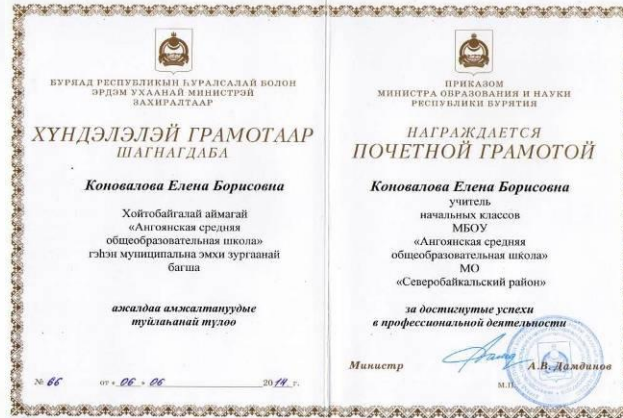 БУРЯАД РЕСПУБЛИКЫН ҺУРАЛСАЛАЙ БОЛОН
ЭРДЭМ УХААНАЙ МИНИСТРЭЙ
ЗАХИРАЛТААР
ХҮНДЭЛЭЛЭЙ ГРАМОТААР
ШАГНАГДАБА
Коновалова Елена Борисовна
Хойтобайгалай аймагай
«Ангоянская средняя
общеобразовательная школа»
гэһэн муниципальна эмхи зургаанай
багша
ажалдаа амжалтануудые
туйлаһанай түлөө
№ 66 от « 06 » 06 2014 г.
ПРИКАЗОМ
МИНИСТРА ОБРАЗОВАНИЯ И НАУКИ
РЕСПУБЛИКИ БУРЯТИЯ
НАГРАЖДАЕТСЯ
ПОЧЕТНОЙ ГРАМОТОЙ
Коновалова Елена Борисовна
учитель
начальных классов
МБОУ
«Ангоянская средняя
общеобразовательная школа»
МО
«Северобайкальский район»
за достигнутые успехи
в профессиональной деятельности
Министр А.В. Дамдинов
М.П.